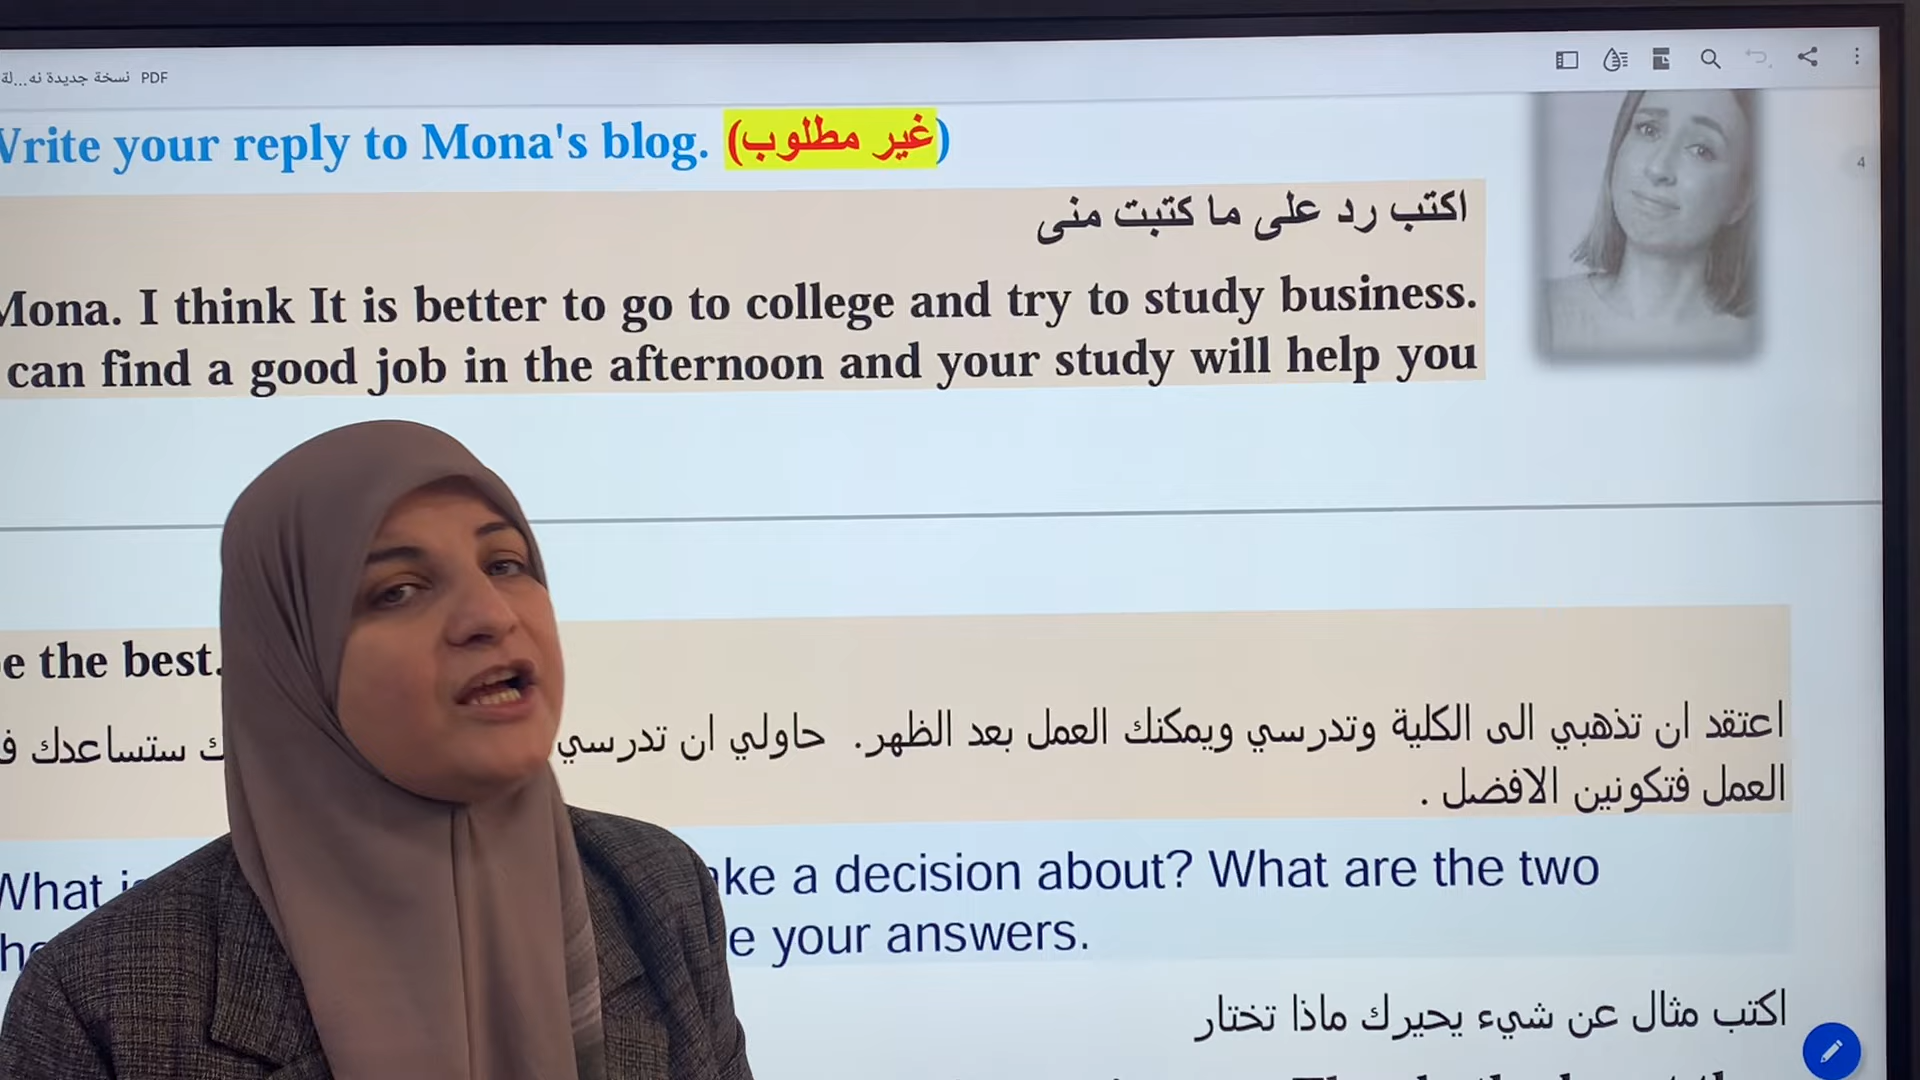 نسخة جديدة نه...لة PDF
Write your reply to Mona's blog. (غير مطلوب)
4
اكتب رد على ما كتبت منى
Mona. I think It is better to go to college and try to study business.
can find a good job in the afternoon and your study will help you
the best.
اعتقد ان تذهبي الى الكلية وتدرسي ويمكنك العمل بعد الظهر. حاولي ان تدرسي ستساعدك
العمل فتكونين الافضل .
What a decision about? What are the two
your answers.
اكتب مثال عن شيء يحيرك ماذا تختار